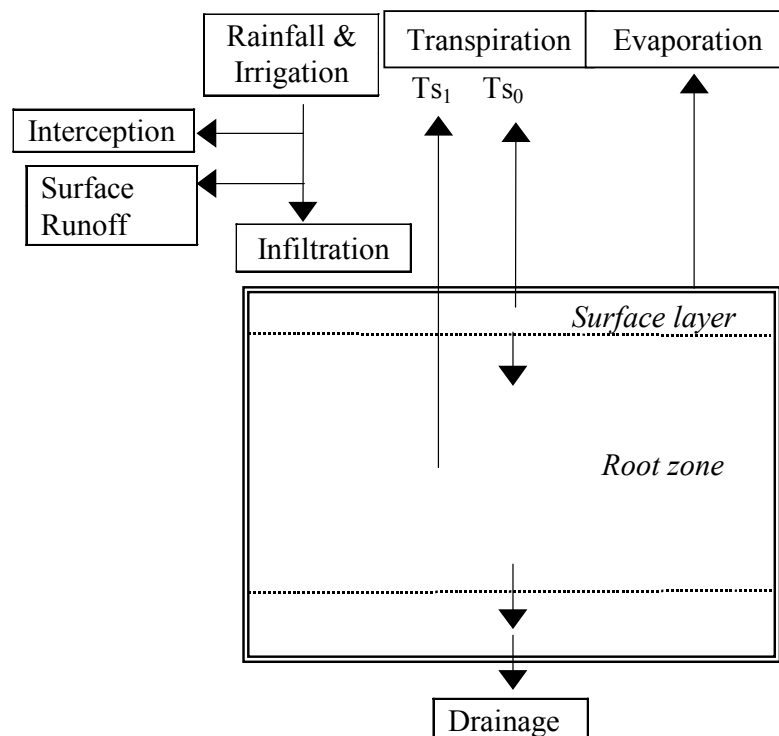 Rainfall &
Irrigation
Transpiration
Evaporation
Ts₁ Ts₀
Interception
Surface
Runoff
Infiltration
Surface layer
Root zone
Drainage